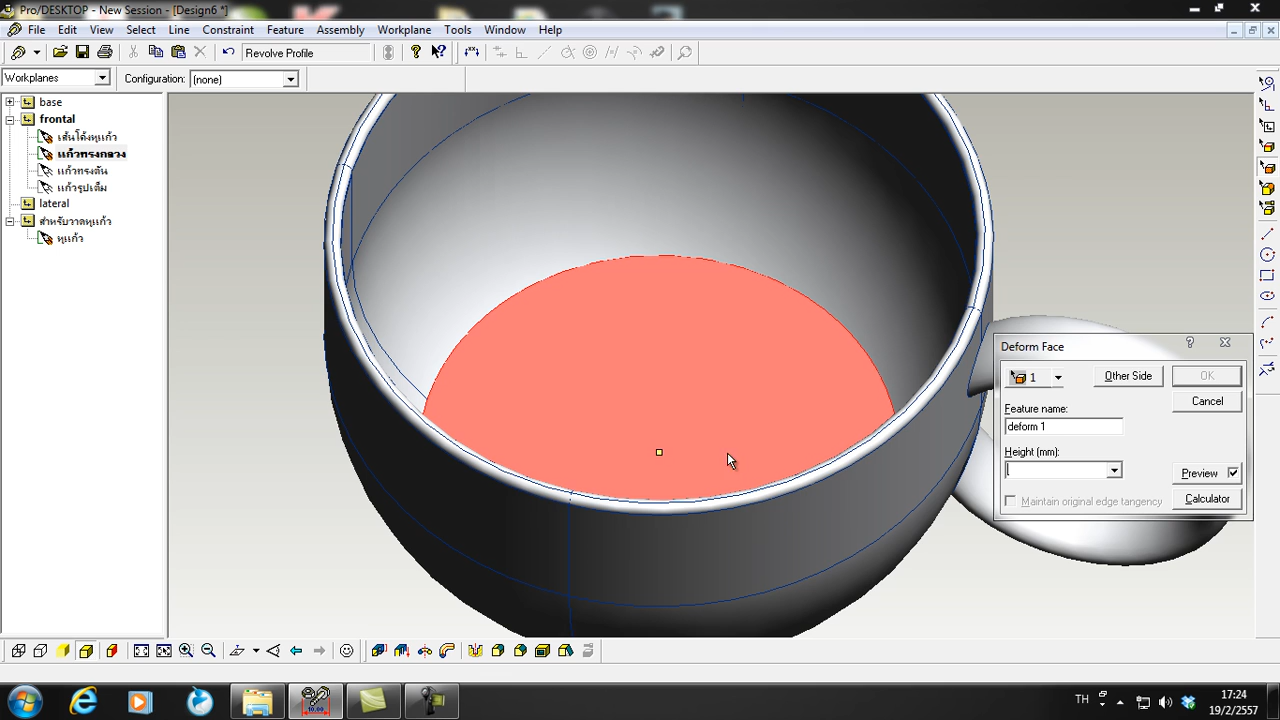 Pro/DESKTOP - New Session - [Design6 *]
File Edit View Select Line Constraint Feature Assembly Workplane Tools Window Help
Revolve Profile
Workplanes Configuration: (none)
base
frontal
เส้นโค้งหูแก้ว
แก้วทรงกลวง
แก้วทรงตัน
แก้วรูปเต็ม
lateral
สำหรับวาดหูแก้ว
หูแก้ว
Deform Face
1 Other Side OK
Cancel
Feature name:
deform 1
Height (mm):
Preview
Maintain original edge tangency
Calculator
10.00
TH
17:24
19/2/2557